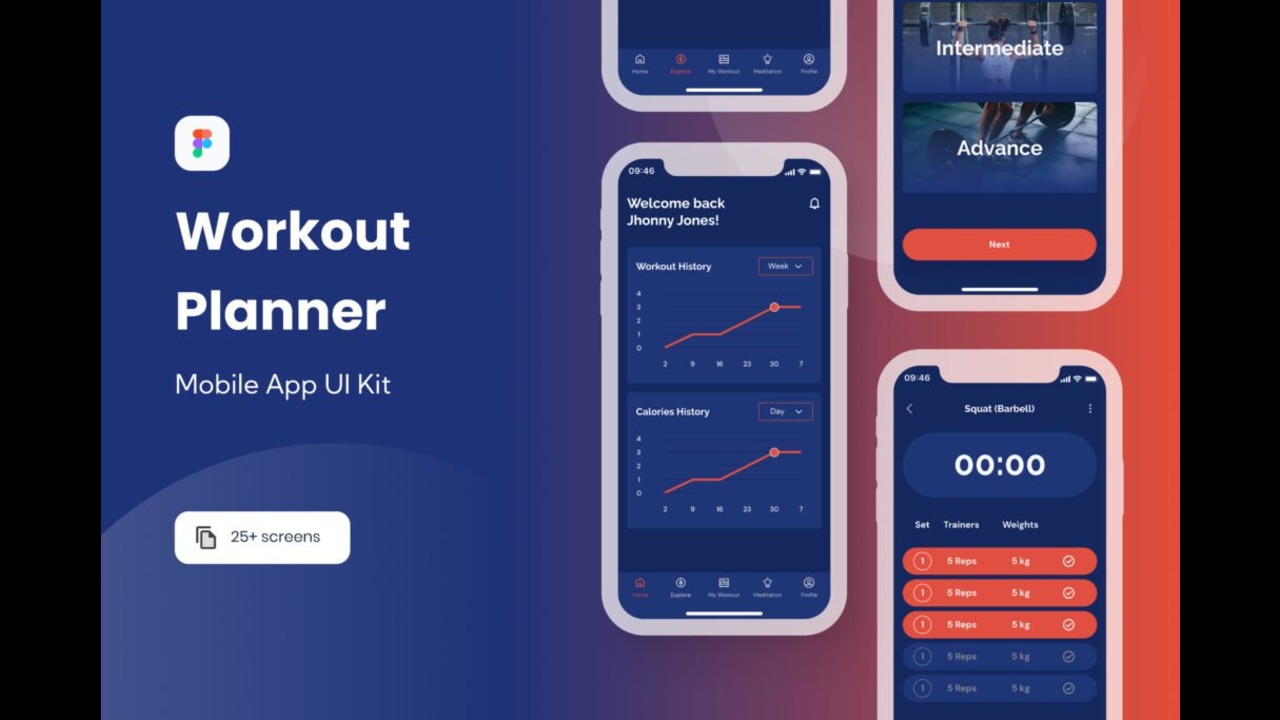 Workout
Planner
Mobile App UI Kit
25+ screens
Home Explore My Workout Meditation Profile
09:46
Welcome back
Jhonny Jones!
Workout History Week
4
3
2
1
0
2 9 16 23 30 7
Calories History Day
4
3
2
1
0
2 9 16 23 30 7
Home Explore My Workout Meditation Profile
Intermediate
Advance
Next
09:46
Squat (Barbell)
00:00
Set Trainers Weights
1 5 Reps 5 kg
1 5 Reps 5 kg
1 5 Reps 5 kg
1 5 Reps 5 kg
1 5 Reps 5 kg